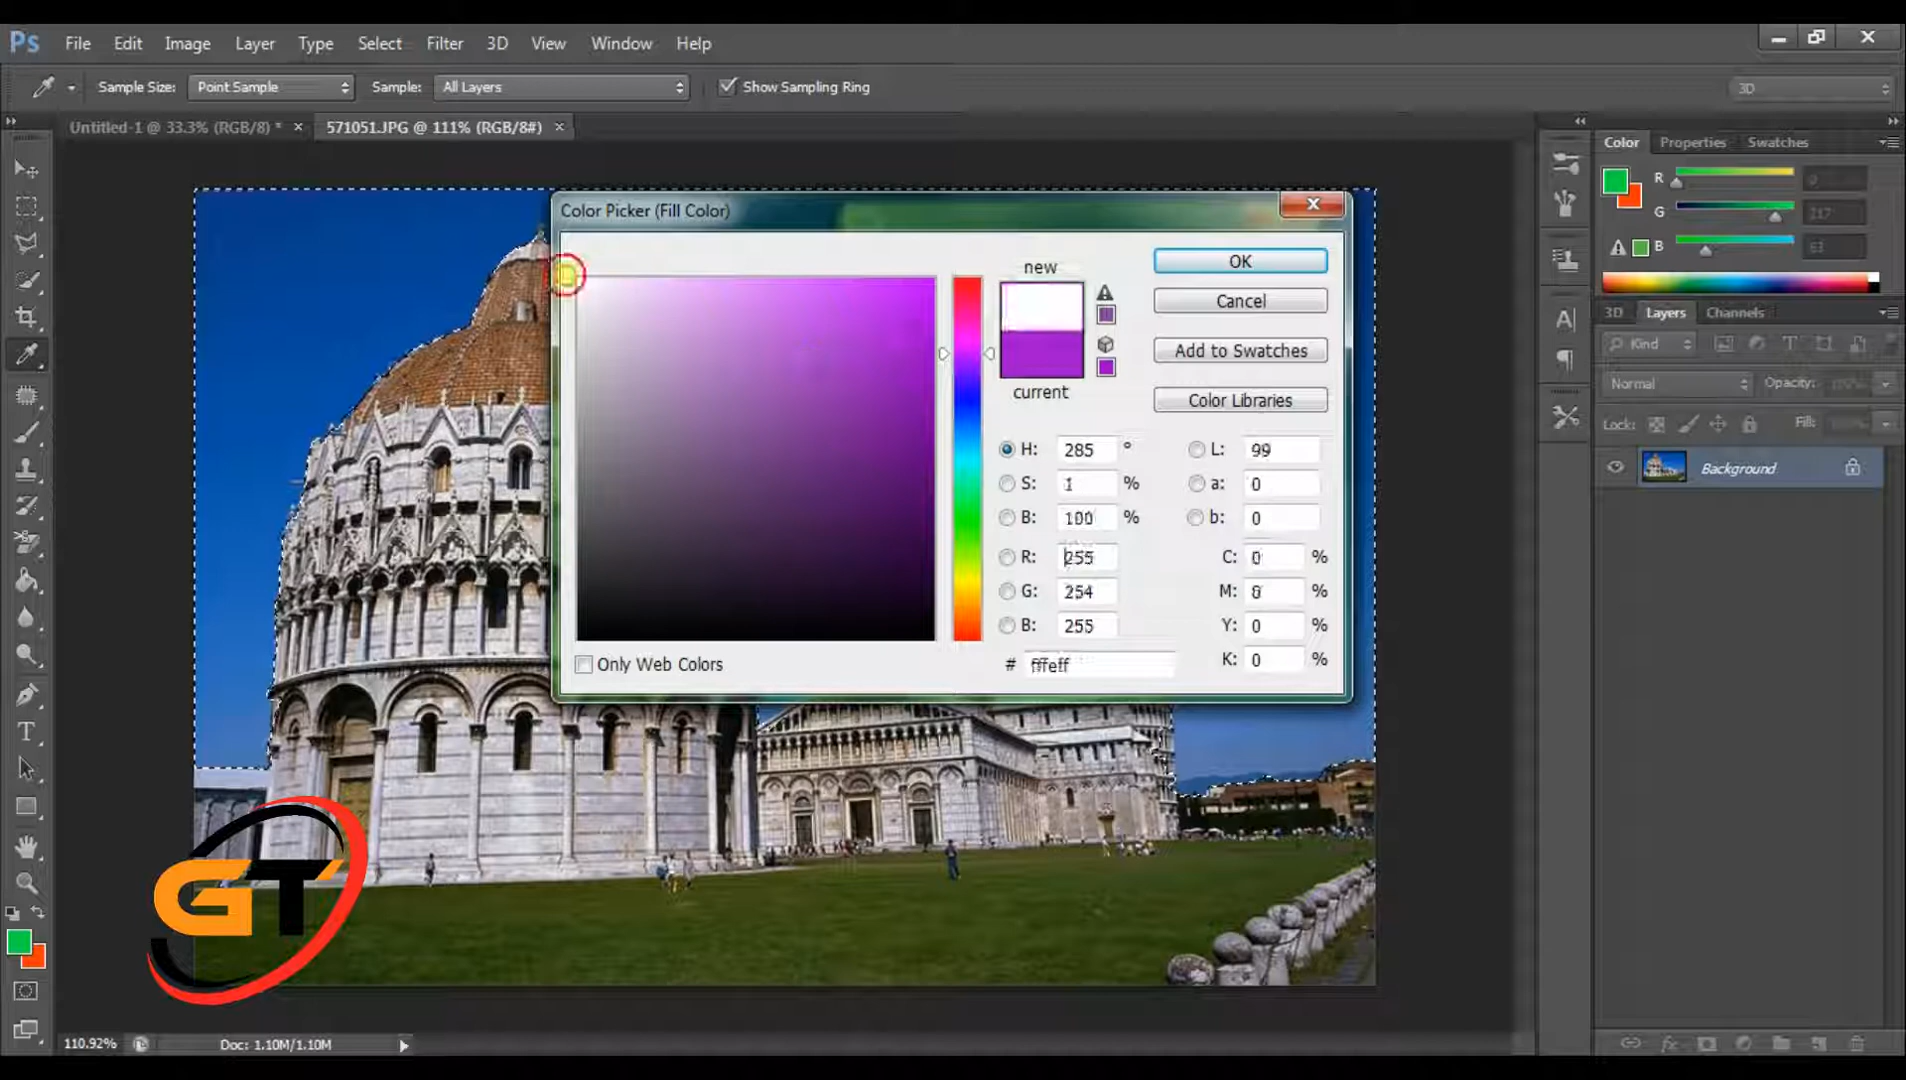 Ps File Edit Image Layer Type Select Filter 3D View Window Help
Sample Size: Point Sample Sample: All Layers Show Sampling Ring 3D
Untitled-1 @ 33.3% (RGB/8) * × 571051.JPG @ 111% (RGB/8#) ×
Color Properties Swatches
R 0
G 217
B 63
3D Layers Channels
Kind
Normal Opacity:
Lock: Fill:
Background
Color Picker (Fill Color)
new
current
OK
Cancel
Add to Swatches
Color Libraries
H: 285 ° L: 99
S: 1 % a: 0
B: 100 % b: 0
R: 255 C: 0 %
G: 254 M: %
B: 255 Y: 0 %
# fffeff K: 0 %
Only Web Colors
GT
110.92% Doc: 1.10M/1.10M